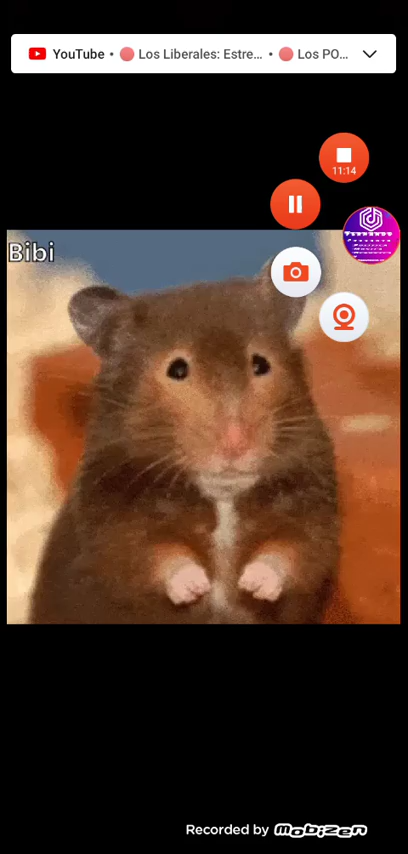 YouTube • 🔴 Los Liberales: Estre... • 🔴 Los PO...
11:14
Bibi
Recorded by Mobizen